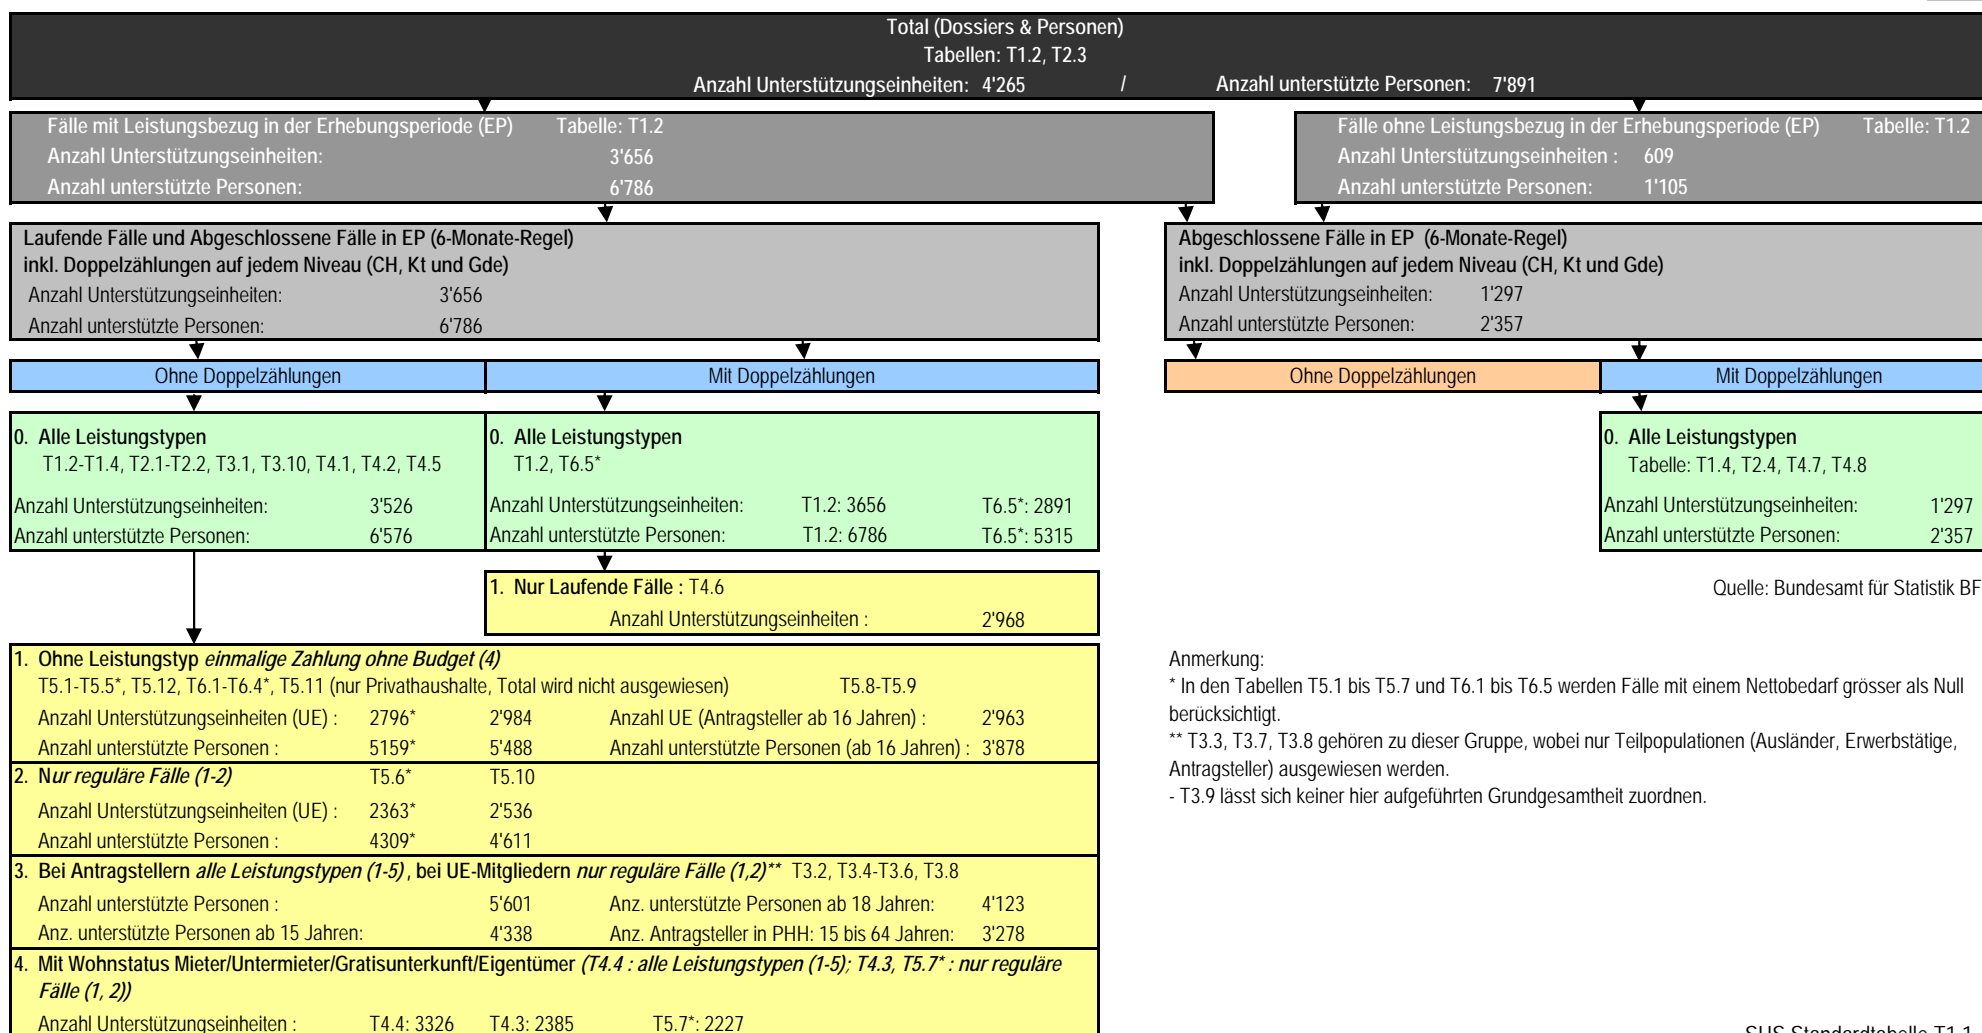 Total (Dossiers & Personen)
Tabellen: T1.2, T2.3
Anzahl Unterstützungseinheiten: 4'265 / Anzahl unterstützte Personen: 7'891
Fälle mit Leistungsbezug in der Erhebungsperiode (EP) Tabelle: T1.2
Anzahl Unterstützungseinheiten: 3'656
Anzahl unterstützte Personen: 6'786
Fälle ohne Leistungsbezug in der Erhebungsperiode (EP) Tabelle: T1.2
Anzahl Unterstützungseinheiten : 609
Anzahl unterstützte Personen: 1'105
Laufende Fälle und Abgeschlossene Fälle in EP (6-Monate-Regel)
inkl. Doppelzählungen auf jedem Niveau (CH, Kt und Gde)
Anzahl Unterstützungseinheiten: 3'656
Anzahl unterstützte Personen: 6'786
Abgeschlossene Fälle in EP (6-Monate-Regel)
inkl. Doppelzählungen auf jedem Niveau (CH, Kt und Gde)
Anzahl Unterstützungseinheiten: 1'297
Anzahl unterstützte Personen: 2'357
Ohne Doppelzählungen Mit Doppelzählungen
Ohne Doppelzählungen Mit Doppelzählungen
0. Alle Leistungstypen
T1.2-T1.4, T2.1-T2.2, T3.1, T3.10, T4.1, T4.2, T4.5
Anzahl Unterstützungseinheiten: 3'526
Anzahl unterstützte Personen: 6'576
0. Alle Leistungstypen
T1.2, T6.5*
Anzahl Unterstützungseinheiten: T1.2: 3656 T6.5*: 2891
Anzahl unterstützte Personen: T1.2: 6786 T6.5*: 5315
0. Alle Leistungstypen
Tabelle: T1.4, T2.4, T4.7, T4.8
Anzahl Unterstützungseinheiten: 1'297
Anzahl unterstützte Personen: 2'357
1. Nur Laufende Fälle : T4.6
Anzahl Unterstützungseinheiten : 2'968
Quelle: Bundesamt für Statistik BF
1. Ohne Leistungstyp einmalige Zahlung ohne Budget (4)
T5.1-T5.5*, T5.12, T6.1-T6.4*, T5.11 (nur Privathaushalte, Total wird nicht ausgewiesen) T5.8-T5.9
Anzahl Unterstützungseinheiten (UE) : 2796* 2'984 Anzahl UE (Antragsteller ab 16 Jahren) : 2'963
Anzahl unterstützte Personen : 5159* 5'488 Anzahl unterstützte Personen (ab 16 Jahren) : 3'878
2. Nur reguläre Fälle (1-2) T5.6* T5.10
Anzahl Unterstützungseinheiten (UE) : 2363* 2'536
Anzahl unterstützte Personen : 4309* 4'611
3. Bei Antragstellern alle Leistungstypen (1-5) , bei UE-Mitgliedern nur reguläre Fälle (1,2)** T3.2, T3.4-T3.6, T3.8
Anzahl unterstützte Personen : 5'601 Anz. unterstützte Personen ab 18 Jahren: 4'123
Anz. unterstützte Personen ab 15 Jahren: 4'338 Anz. Antragsteller in PHH: 15 bis 64 Jahren: 3'278
4. Mit Wohnstatus Mieter/Untermieter/Gratisunterkunft/Eigentümer (T4.4 : alle Leistungstypen (1-5); T4.3, T5.7* : nur reguläre
Fälle (1, 2))
Anzahl Unterstützungseinheiten : T4.4: 3326 T4.3: 2385 T5.7*: 2227
Anmerkung:
* In den Tabellen T5.1 bis T5.7 und T6.1 bis T6.5 werden Fälle mit einem Nettobedarf grösser als Null
berücksichtigt.
** T3.3, T3.7, T3.8 gehören zu dieser Gruppe, wobei nur Teilpopulationen (Ausländer, Erwerbstätige,
Antragsteller) ausgewiesen werden.
- T3.9 lässt sich keiner hier aufgeführten Grundgesamtheit zuordnen.
SHS-Standardtabelle T1.1